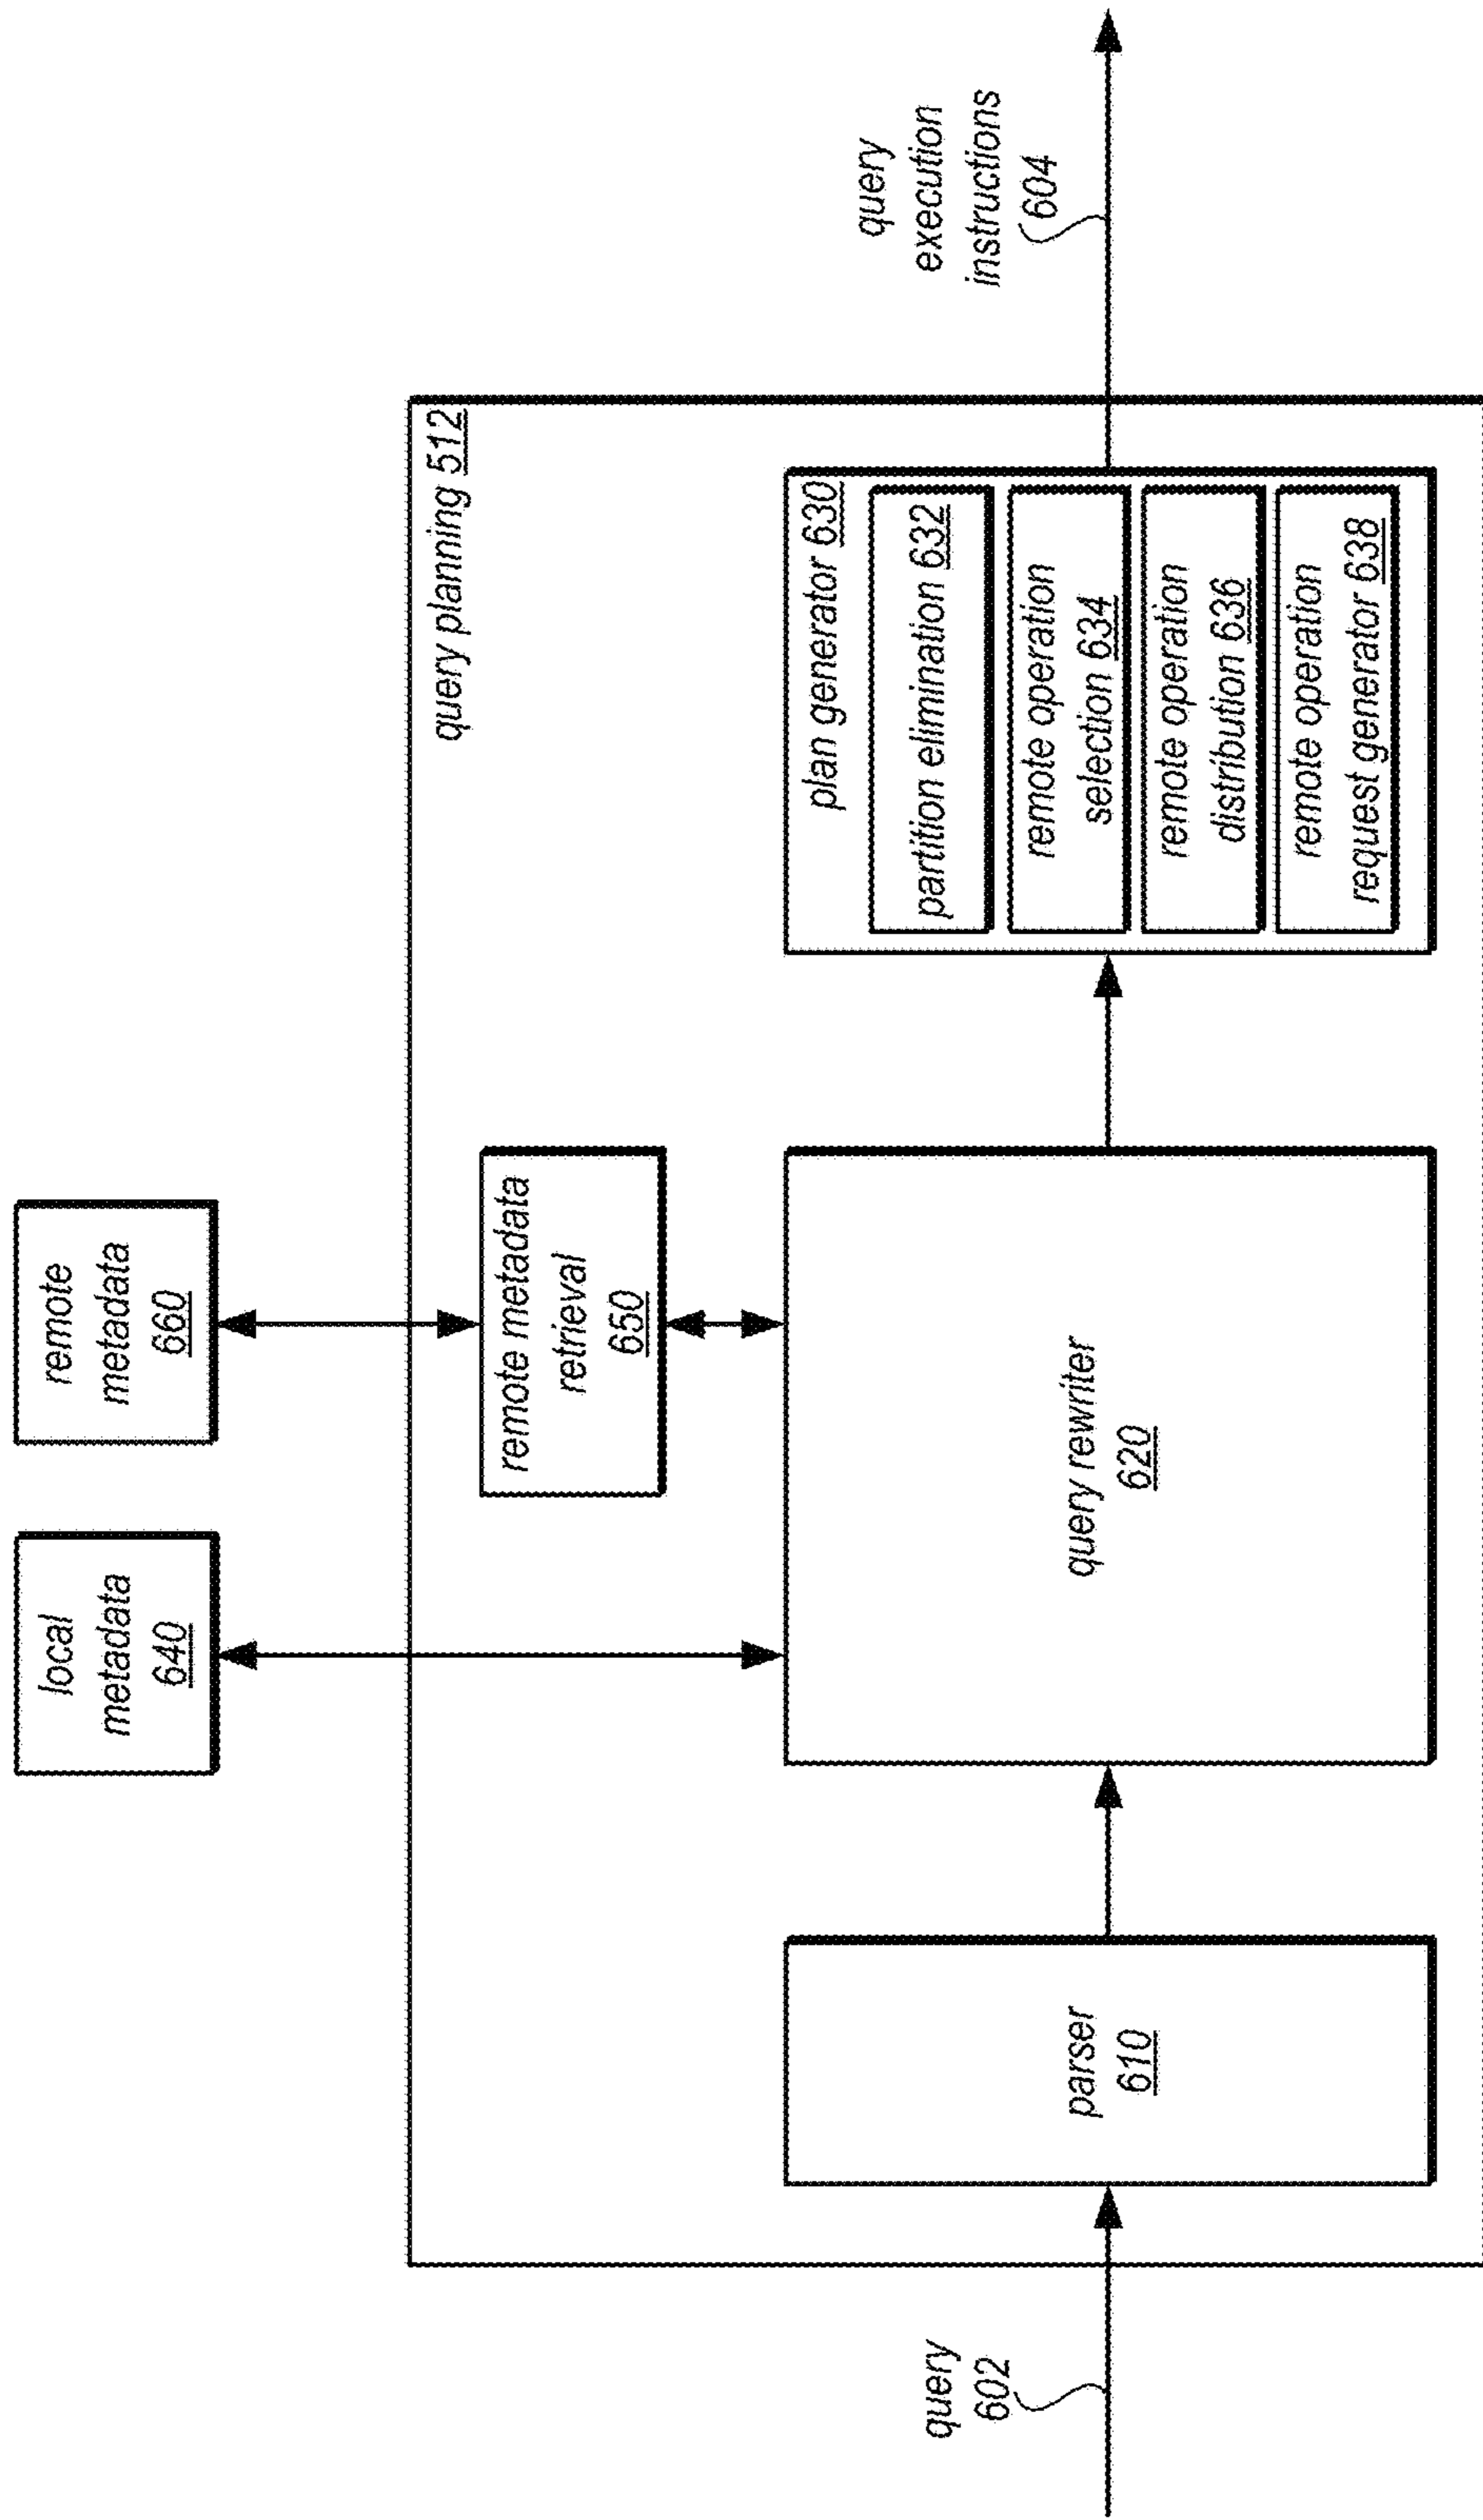 local
metadata
640
remote
metadata
660
query planning 512
remote metadata
retrieval
650
query
602
parser
610
query rewriter
620
plan generator 630
partition elimination 632
remote operation
selection 634
remote operation
distribution 636
remote operation
request generator 638
query
execution
instructions
604